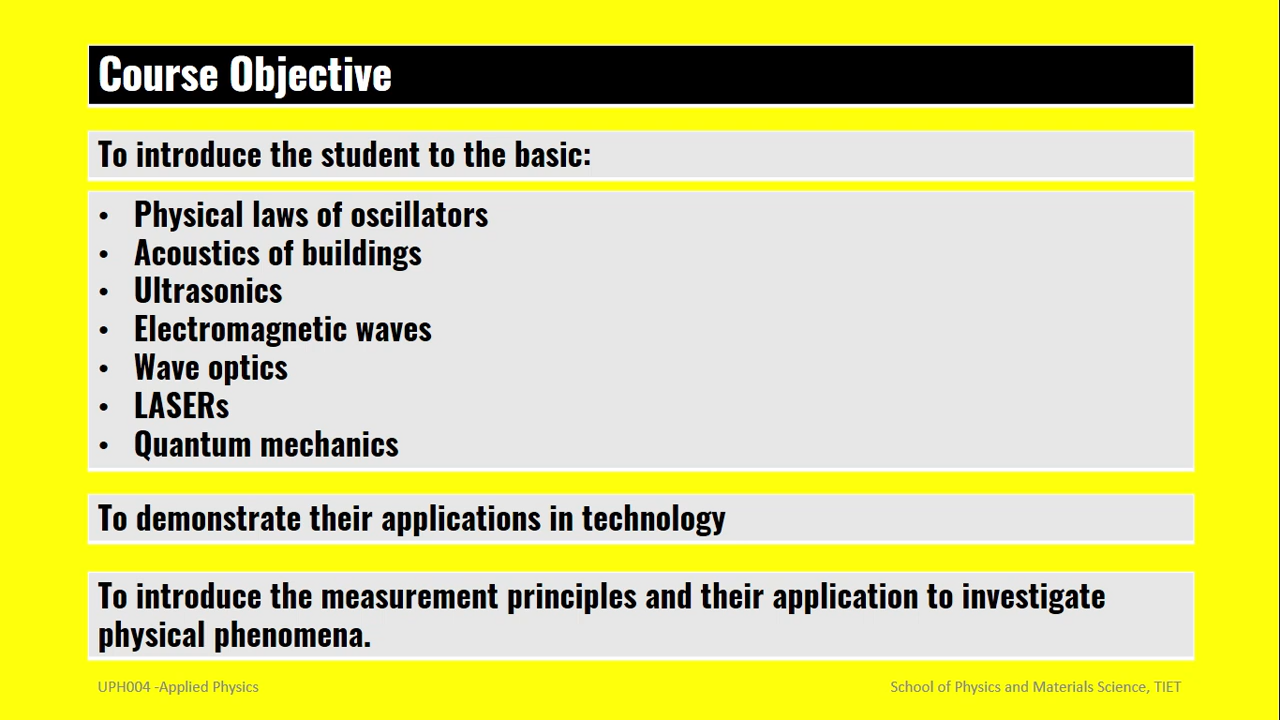 Course Objective
To introduce the student to the basic:
• Physical laws of oscillators
• Acoustics of buildings
• Ultrasonics
• Electromagnetic waves
• Wave optics
• LASERs
• Quantum mechanics
To demonstrate their applications in technology
To introduce the measurement principles and their application to investigate
physical phenomena.
UPH004 -Applied Physics
School of Physics and Materials Science, TIET